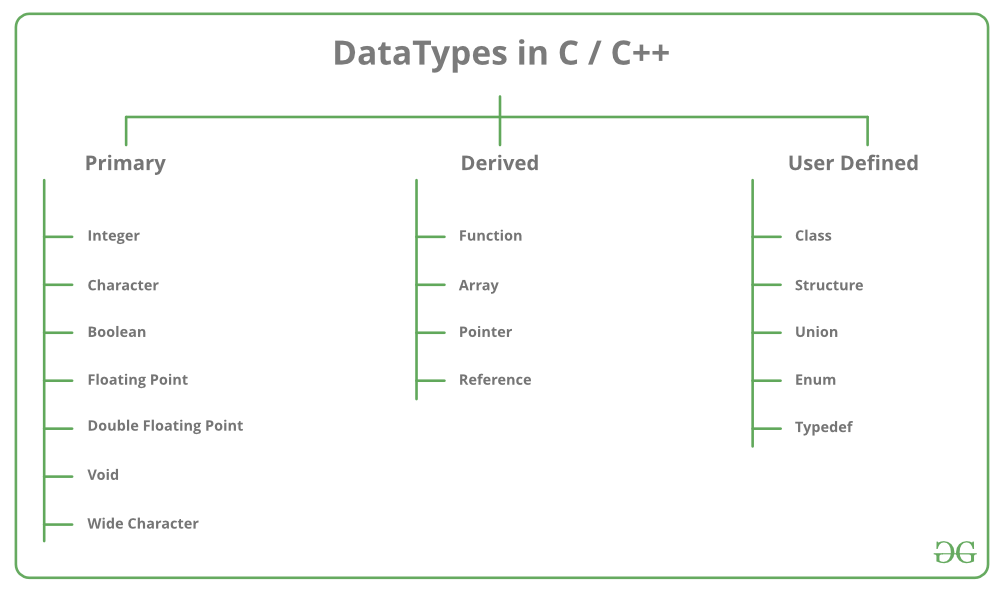 DataTypes in C / C++
Primary
Integer
Character
Boolean
Floating Point
Double Floating Point
Void
Wide Character
Derived
Function
Array
Pointer
Reference
User Defined
Class
Structure
Union
Enum
Typedef